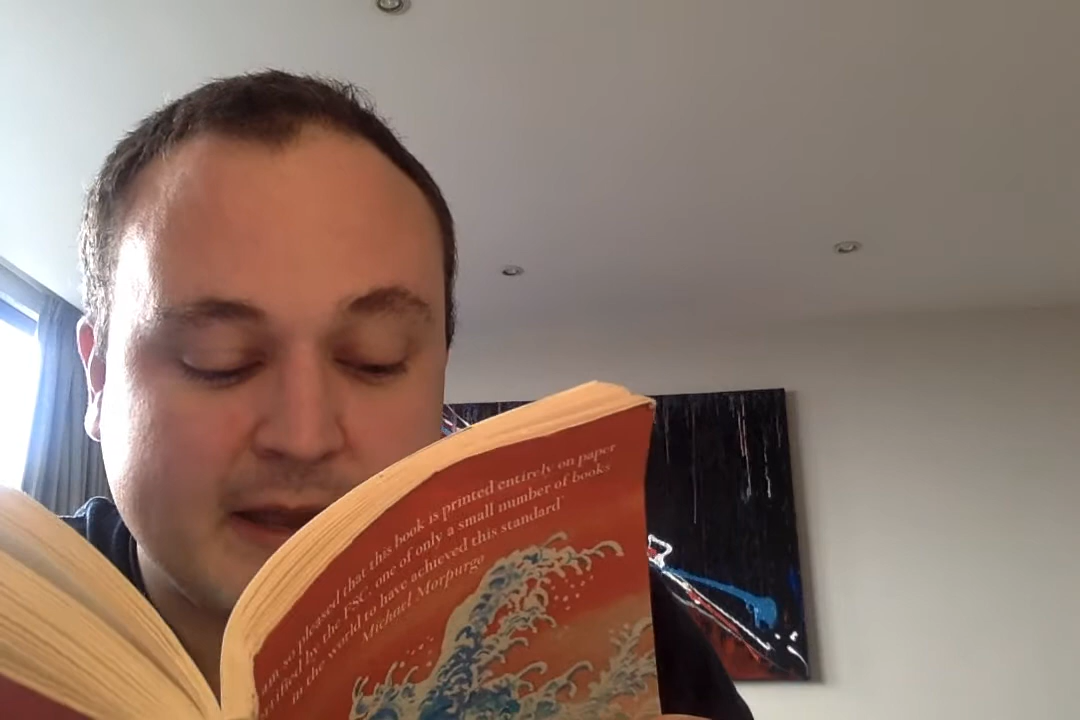 am so pleased that this book is printed entirely on paper
by the FSC, one of only a small number of books
in the world to have achieved this standard'
Michael Morpurgo